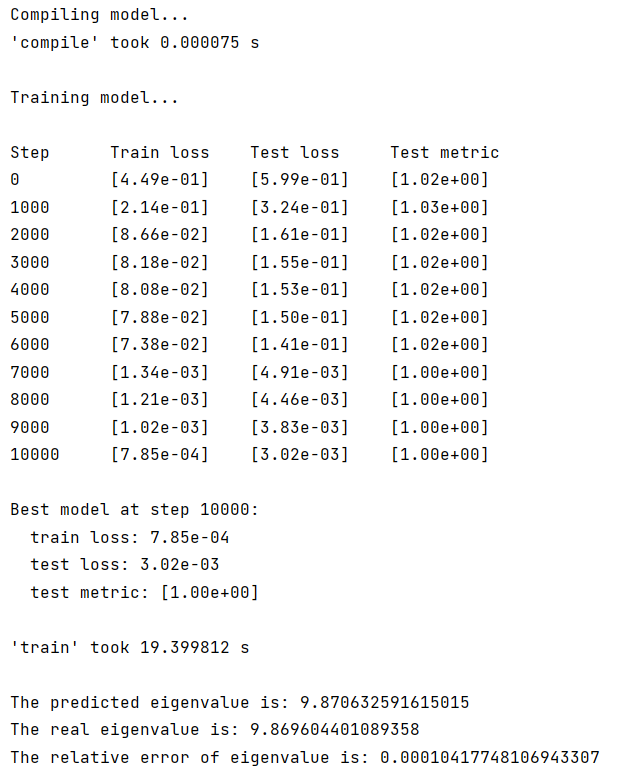 Compiling model...
'compile' took 0.000075 s
Training model...
Step Train loss Test loss Test metric
0 [4.49e-01] [5.99e-01] [1.02e+00]
1000 [2.14e-01] [3.24e-01] [1.03e+00]
2000 [8.66e-02] [1.61e-01] [1.02e+00]
3000 [8.18e-02] [1.55e-01] [1.02e+00]
4000 [8.08e-02] [1.53e-01] [1.02e+00]
5000 [7.88e-02] [1.50e-01] [1.02e+00]
6000 [7.38e-02] [1.41e-01] [1.02e+00]
7000 [1.34e-03] [4.91e-03] [1.00e+00]
8000 [1.21e-03] [4.46e-03] [1.00e+00]
9000 [1.02e-03] [3.83e-03] [1.00e+00]
10000 [7.85e-04] [3.02e-03] [1.00e+00]
Best model at step 10000:
train loss: 7.85e-04
test loss: 3.02e-03
test metric: [1.00e+00]
'train' took 19.399812 s
The predicted eigenvalue is: 9.870632591615015
The real eigenvalue is: 9.869604401089358
The relative error of eigenvalue is: 0.00010417748106943307